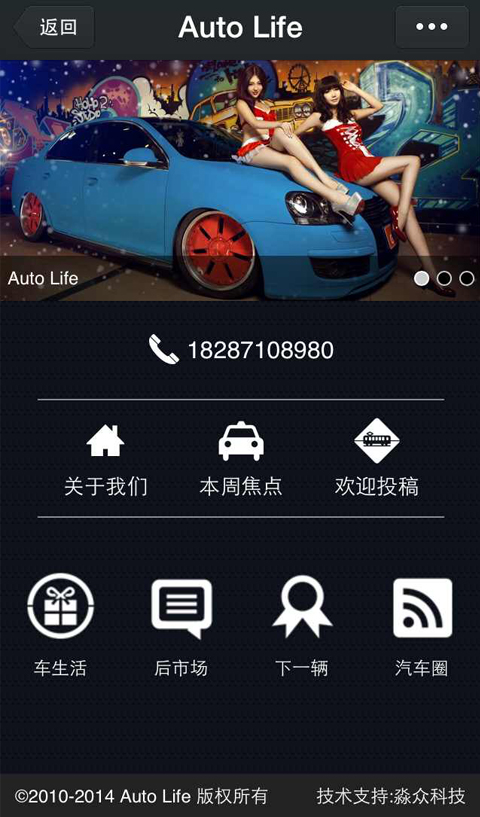 返回
Auto Life
Auto Life
18287108980
关于我们 本周焦点 欢迎投稿
车生活 后市场 下一辆 汽车圈
©2010-2014 Auto Life 版权所有 技术支持:淼众科技